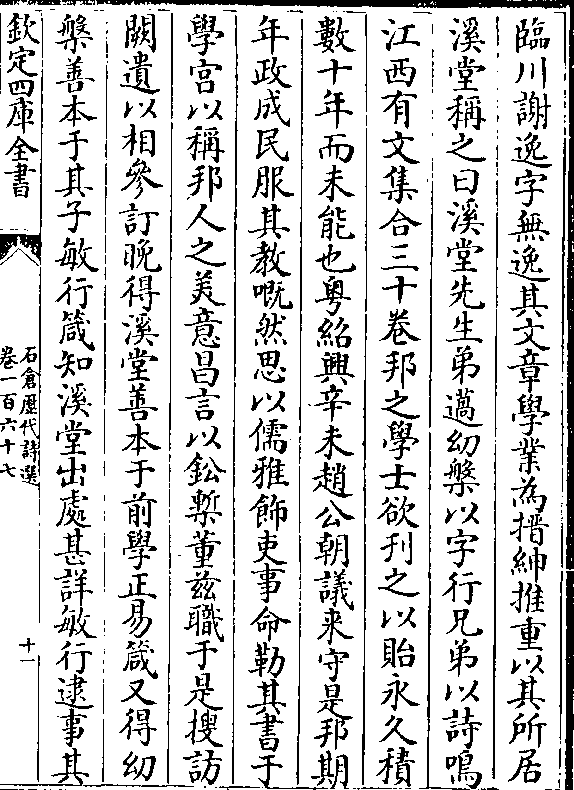 臨川謝逸字無逸其文章學業為搢紳推重以其所居
溪堂稱之曰溪堂先生弟薖幼槃以字行兄弟以詩鳴
江西有文集合三十卷邦之學士欲刋之以貽永久積
數十年而未能也粵紹興辛未趙公朝議来守是邦期
年政成民服其教嘅然思以儒雅飾吏事命勒其書于
學宫以稱邦人之美意昌言以鈆槧董兹職于是搜訪
闕遺以相參訂晚得溪堂善本于前學正易箴又得幼
槃善本于其子敏行箴知溪堂出處甚詳敏行逮事其
欽定四庫全書
石倉歷代詩選
卷一百六十七
十一